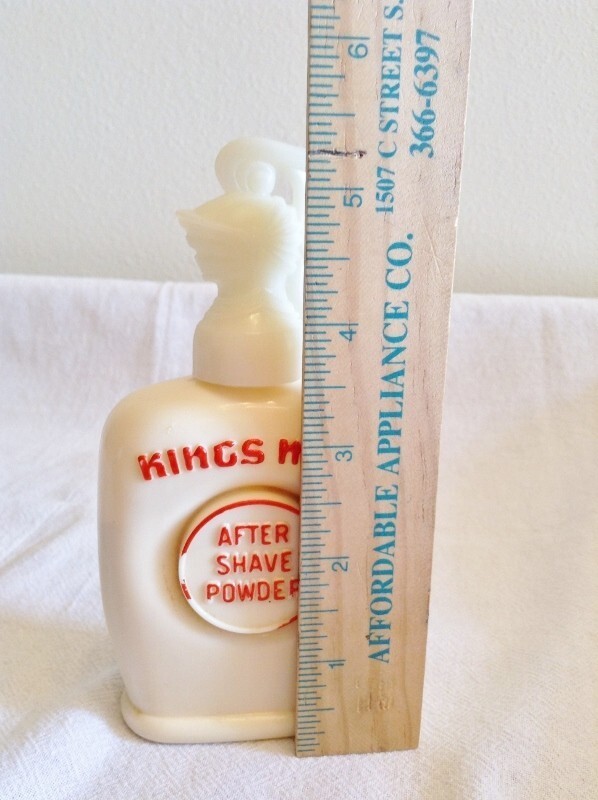 KINGS M
AFTER
SHAVE
POWDER
AFFORDABLE APPLIANCE CO.
1507 C STREET S.
366-6397
6
5
4
3
2
1